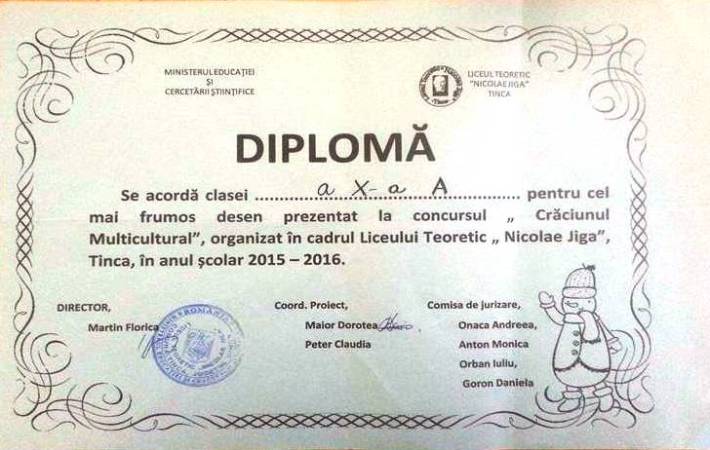 MINISTERUL EDUCAȚIEI
ȘI
CERCETĂRII ȘTIINȚIFICE
LICEUL TEORETIC
"NICOLAE JIGA"
TINCA
DIPLOMĂ
Se acordă clasei ............a X-a A............ pentru cel
mai frumos desen prezentat la concursul „ Crăciunul
Multicultural”, organizat în cadrul Liceului Teoretic „ Nicolae Jiga”,
Tinca, în anul școlar 2015 – 2016.
DIRECTOR,
Martin Florica
Coord. Proiect,
Maior Dorotea
Peter Claudia
Comisa de jurizare,
Onaca Andreea,
Anton Monica
Orban Iuliu,
Goron Daniela